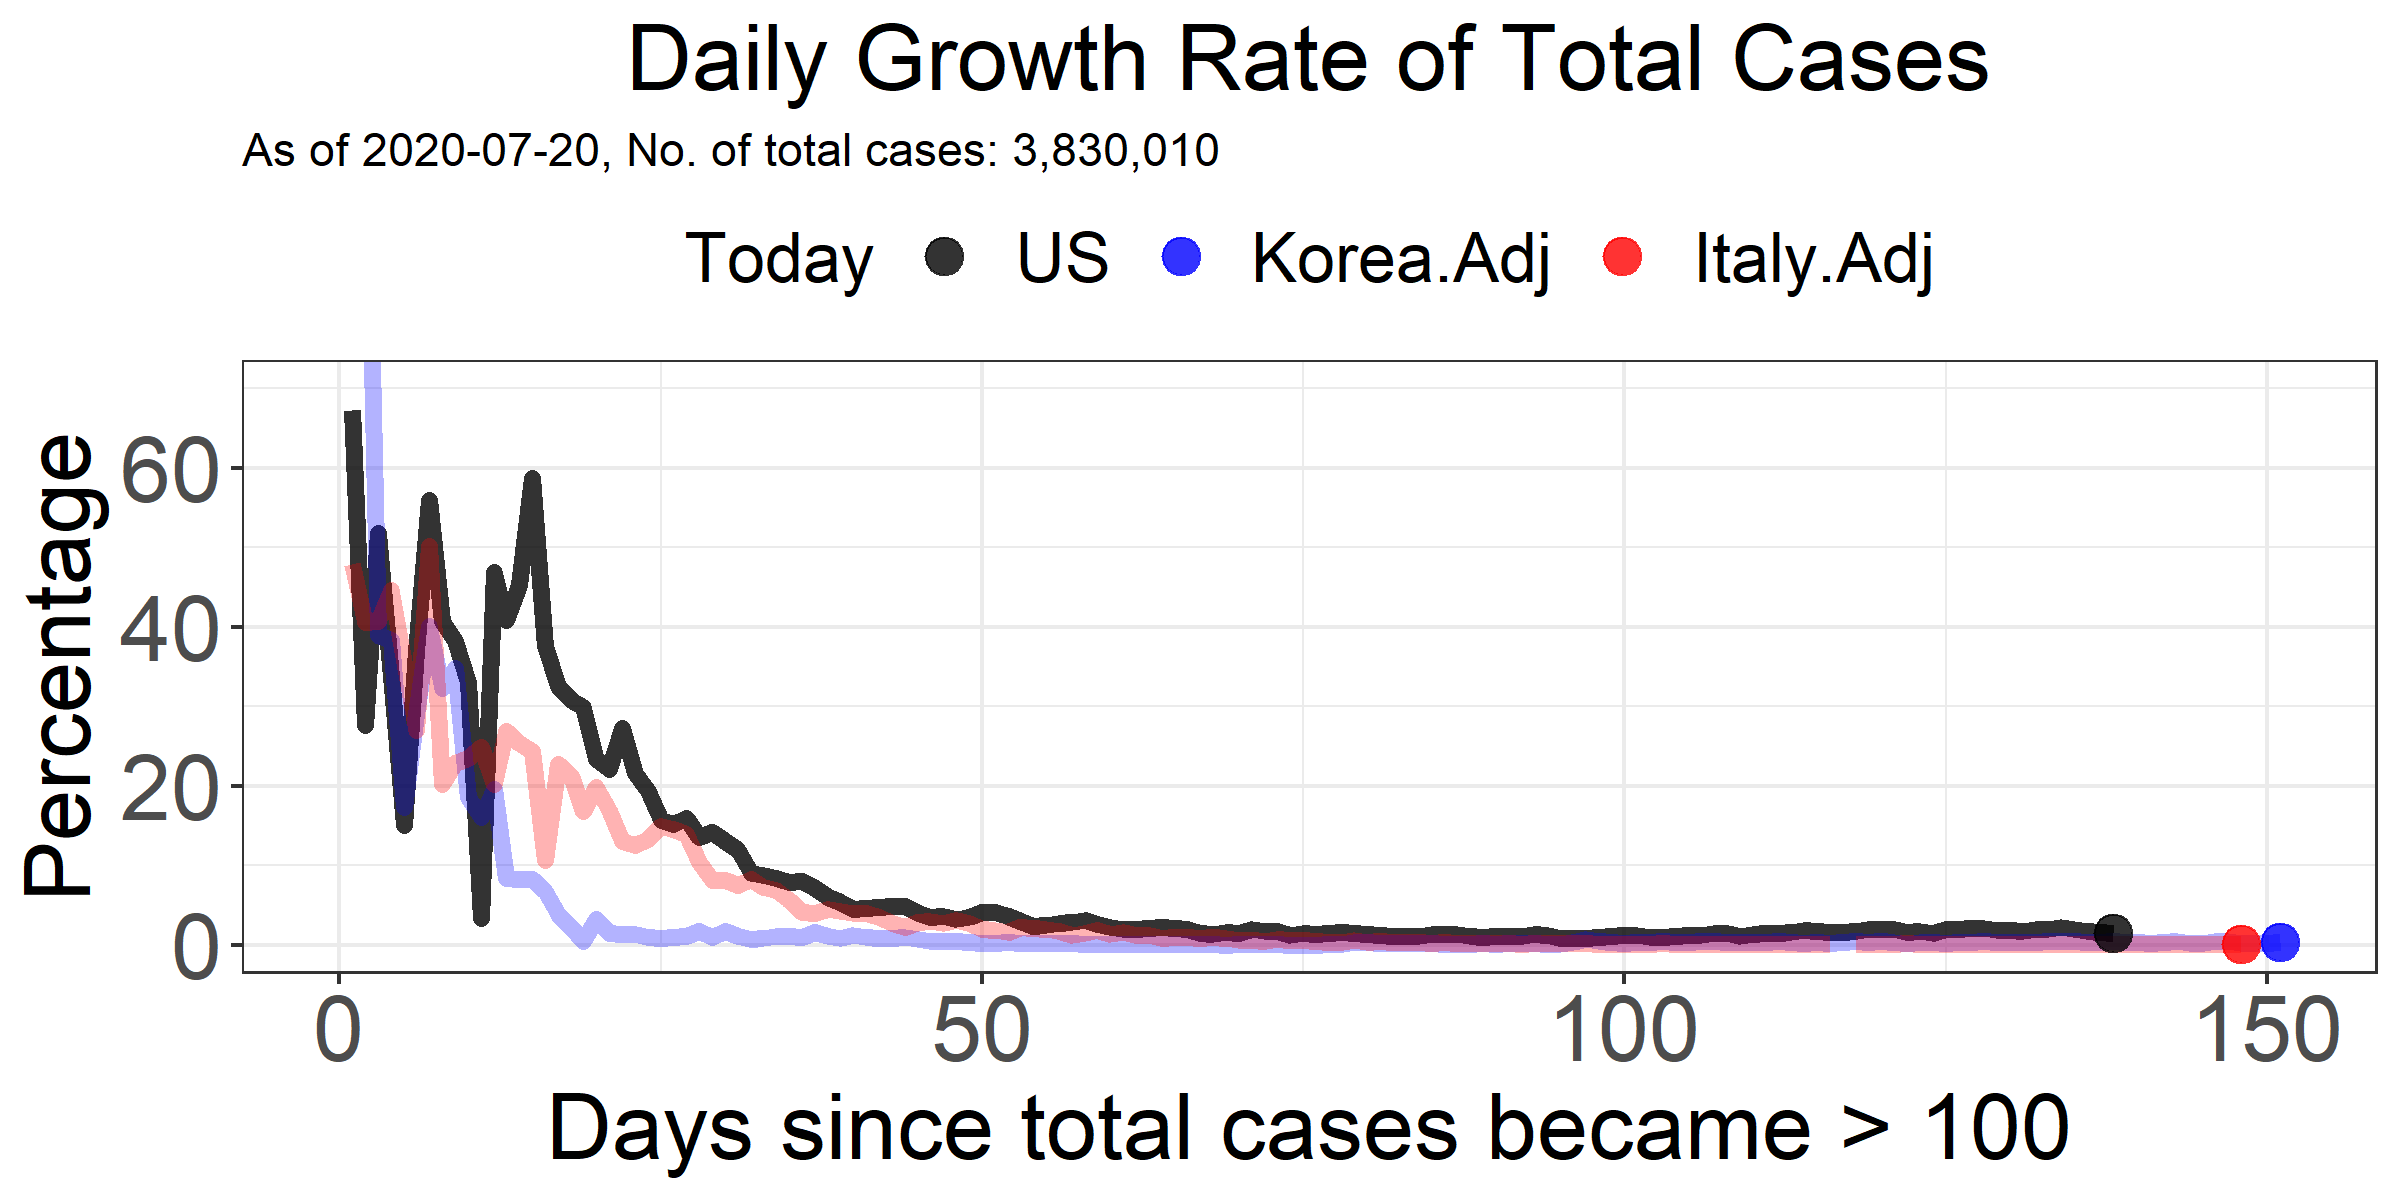 Daily Growth Rate of Total Cases
As of 2020-07-20, No. of total cases: 3,830,010
Today US Korea.Adj Italy.Adj
Percentage
60
40
20
0
0 50 100 150
Days since total cases became > 100